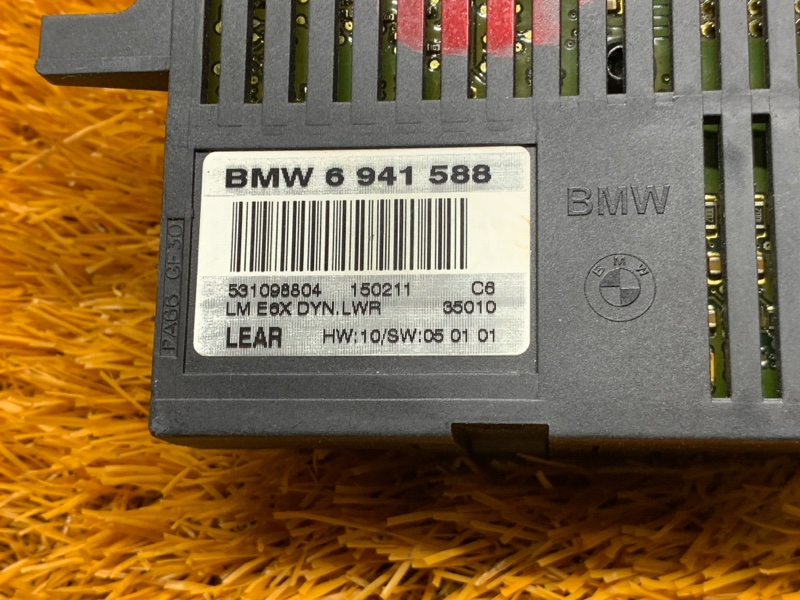 BMW 6 941 588
531098804 150211 C6
LM E6X DYN.LWR 35010
LEAR HW:10/SW:05 01 01
BMW
BMW
PA66 GF30